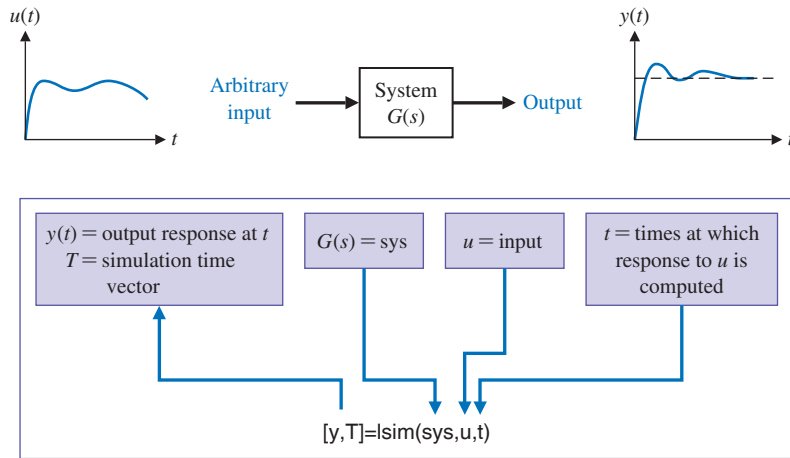 u(t)
t
Arbitrary
input
System
G(s)
Output
y(t)
t
y(t) = output response at t
T = simulation time
vector
G(s) = sys
u = input
t = times at which
response to u is
computed
[y,T]=lsim(sys,u,t)